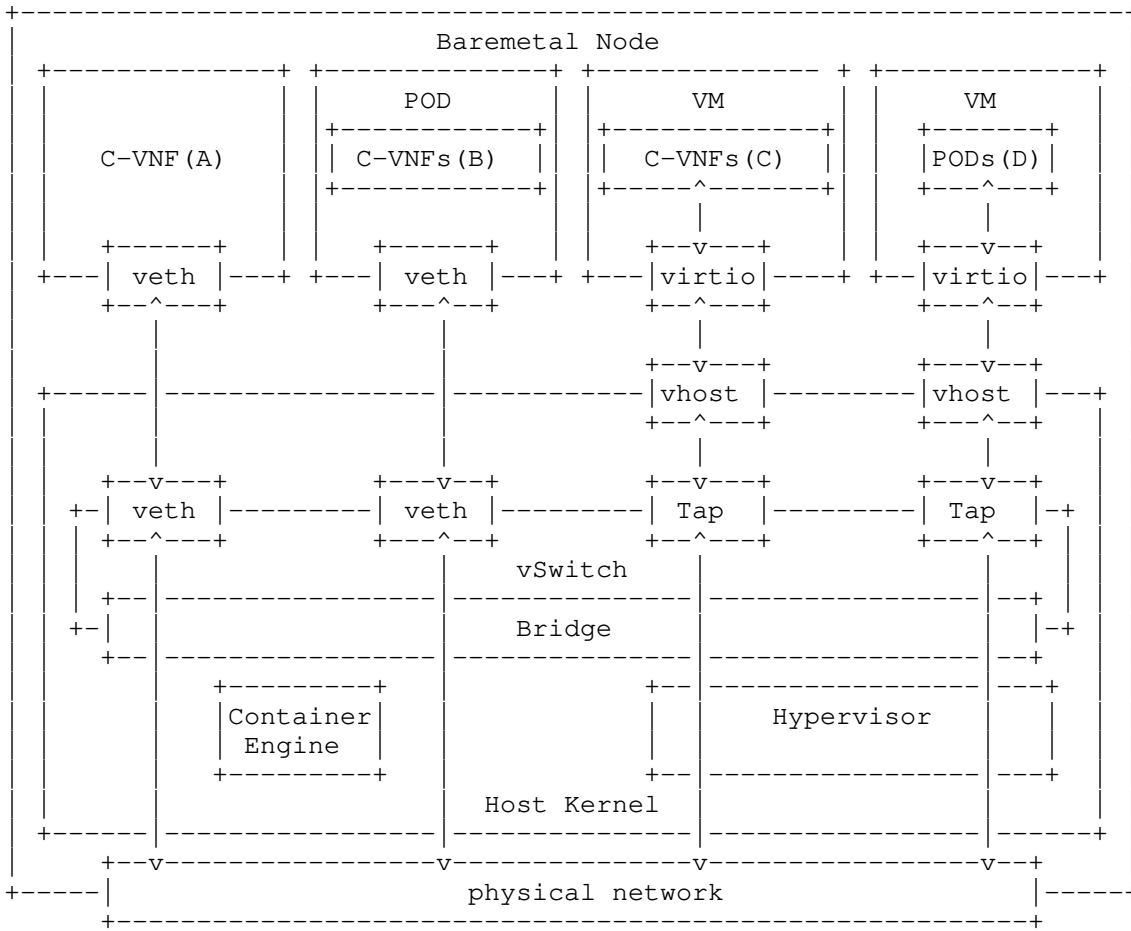 Baremetal Node
POD VM VM
C-VNF(A) C-VNFs(B) C-VNFs(C) PODs(D)
veth veth virtio virtio
vhost vhost
veth veth Tap Tap
vSwitch
Bridge
Container Hypervisor
Engine
Host Kernel
physical network